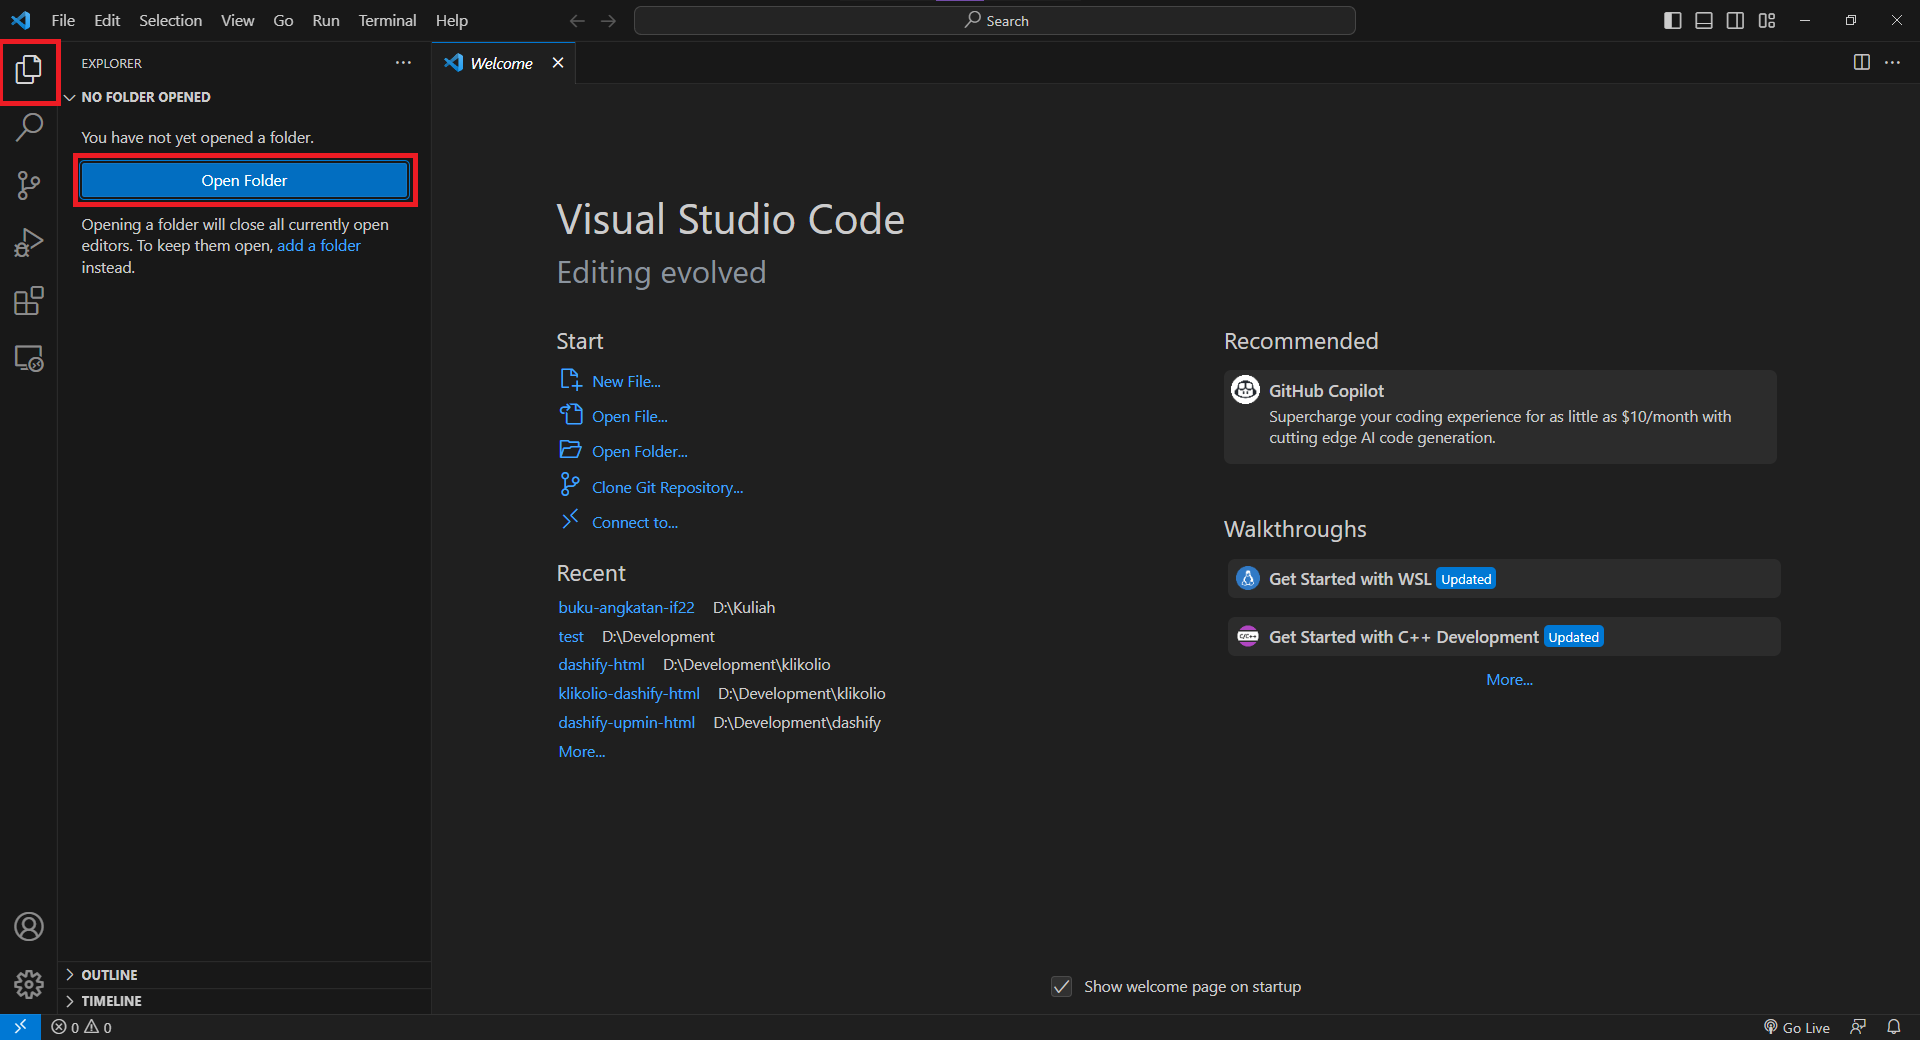 File Edit Selection View Go Run Terminal Help
Search
EXPLORER
NO FOLDER OPENED
You have not yet opened a folder.
Open Folder
Opening a folder will close all currently open
editors. To keep them open, add a folder
instead.
OUTLINE
TIMELINE
Welcome
Visual Studio Code
Editing evolved
Start
New File...
Open File...
Open Folder...
Clone Git Repository...
Connect to...
Recent
buku-angkatan-if22 D:\Kuliah
test D:\Development
dashify-html D:\Development\klikolio
klikolio-dashify-html D:\Development\klikolio
dashify-upmin-html D:\Development\dashify
More...
Recommended
GitHub Copilot
Supercharge your coding experience for as little as $10/month with
cutting edge AI code generation.
Walkthroughs
Get Started with WSL Updated
C/C++ Get Started with C++ Development Updated
More...
Show welcome page on startup
0 0
Go Live